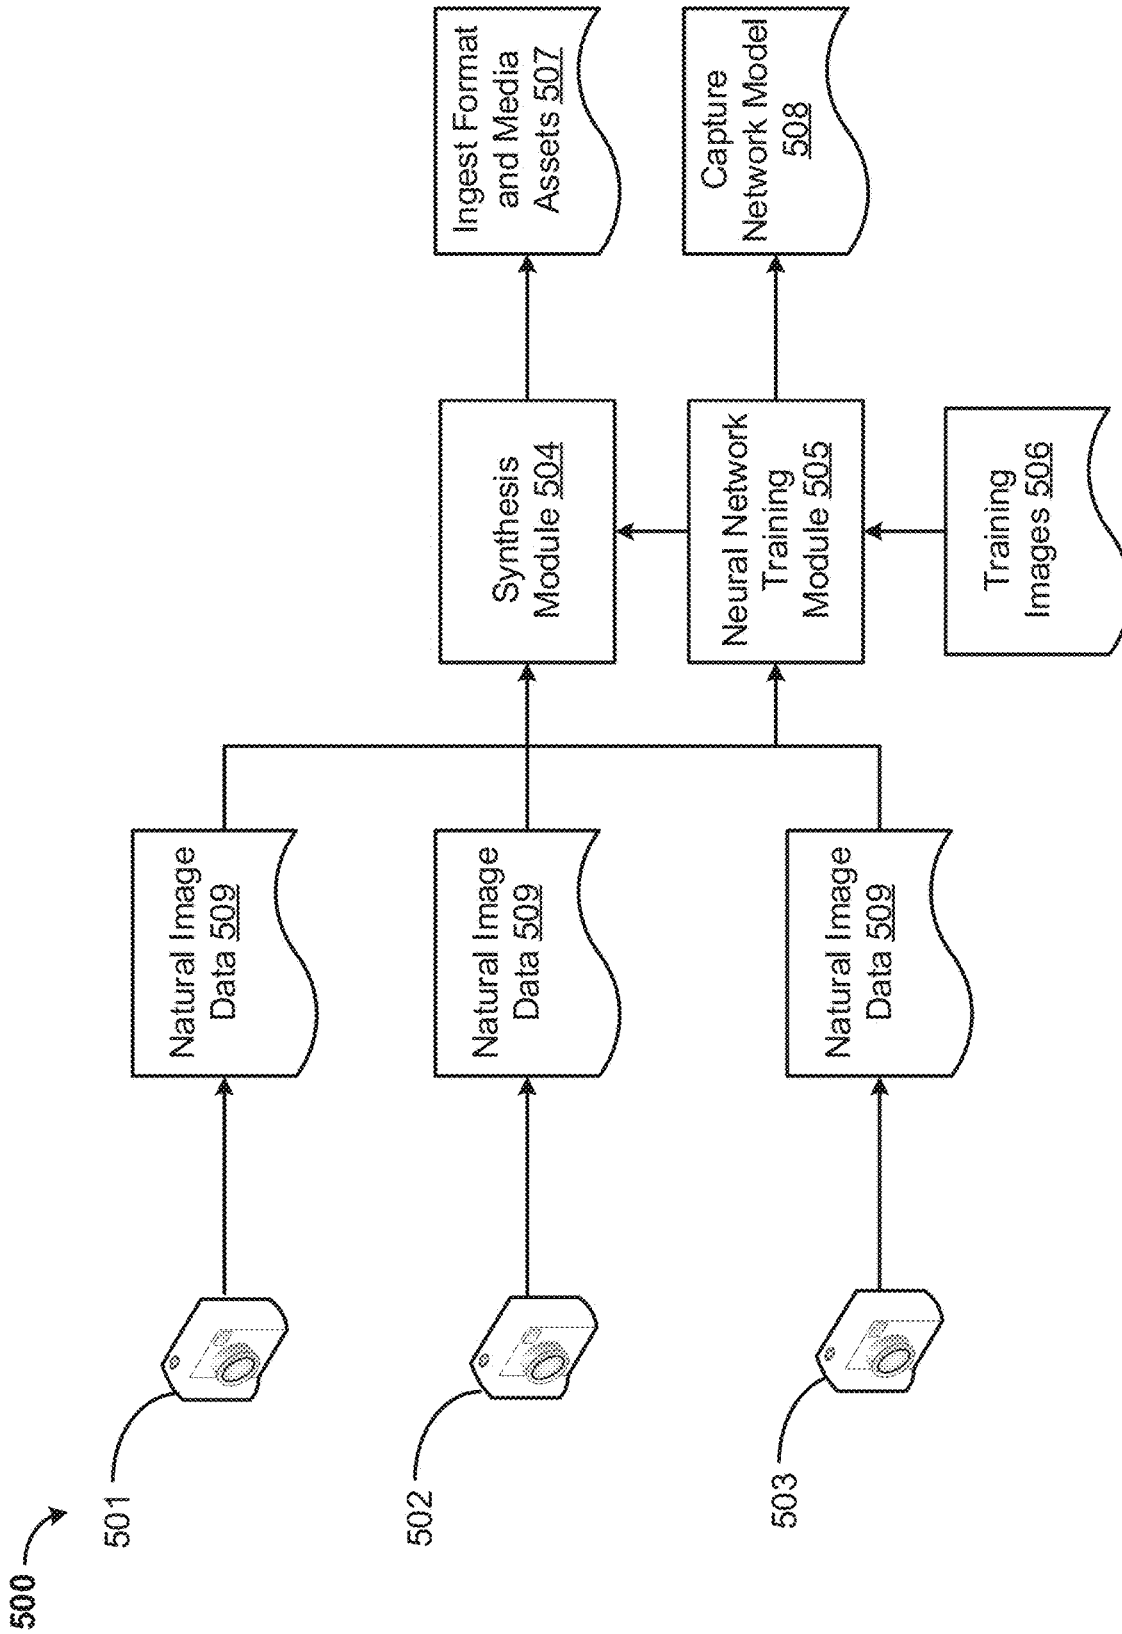 500
501
Natural Image
Data 509
502
Natural Image
Data 509
503
Natural Image
Data 509
Synthesis
Module 504
Neural Network
Training
Module 505
Training
Images 506
Ingest Format
and Media
Assets 507
Capture
Network Model
508